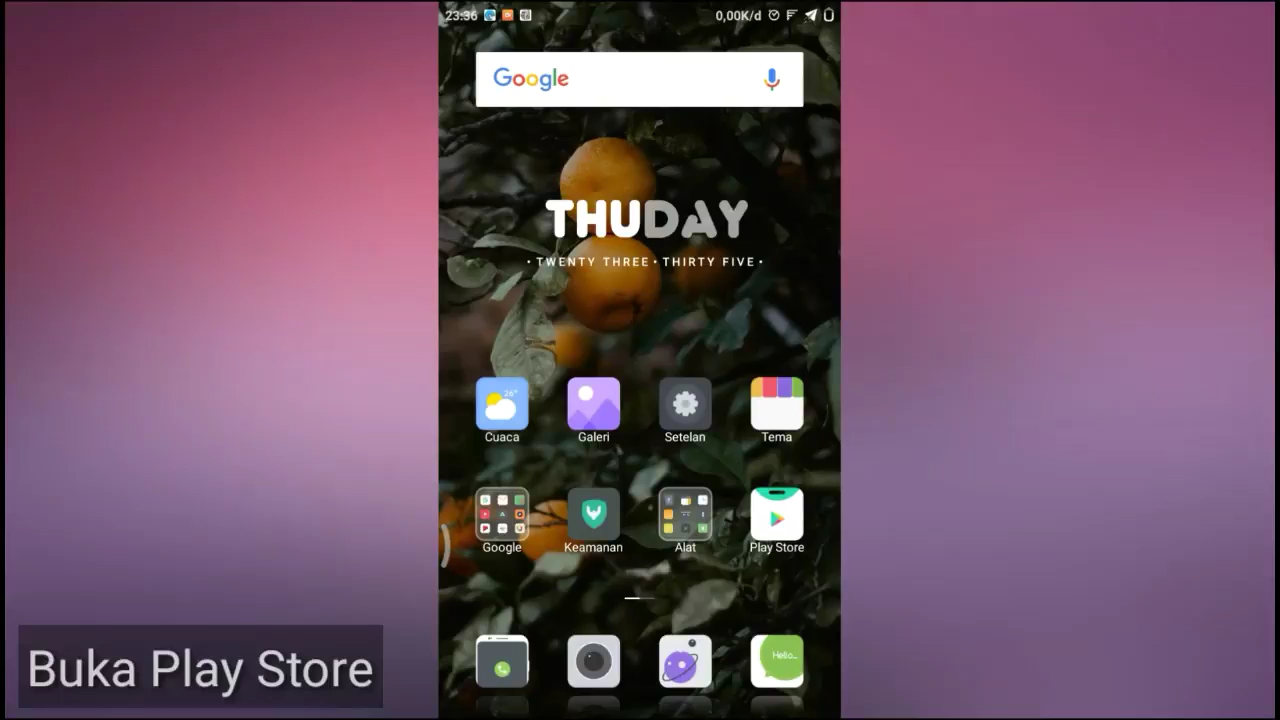 23:36
0,00K/d
Google
THUDAY
• TWENTY THREE • THIRTY FIVE •
26°
Cuaca
Galeri
Setelan
Tema
Google
Keamanan
Alat
Play Store
Hello..
Buka Play Store